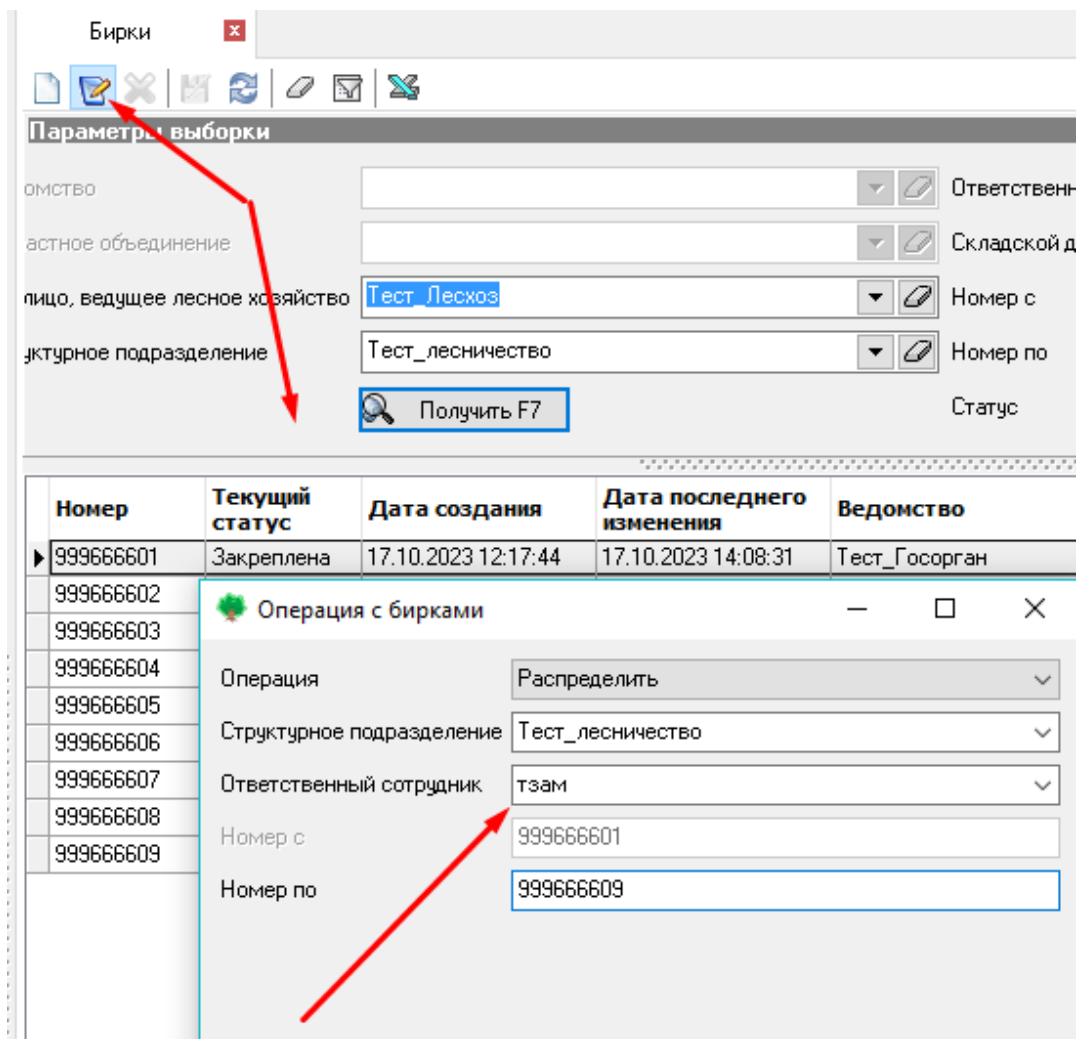 Бирки
Параметры выборки
омство
Ответственн
астное объединение
Складской д
лицо, ведущее лесное хозяйство
Тест_Лесхоз
Номер с
уктурное подразделение
Тест_лесничество
Номер по
Получить F7
Статус
Номер Текущий статус Дата создания Дата последнего изменения Ведомство
999666601 Закреплена 17.10.2023 12:17:44 17.10.2023 14:08:31 Тест_Госорган
999666602
999666603
999666604
999666605
999666606
999666607
999666608
999666609
Операция с бирками
Операция Распределить
Структурное подразделение Тест_лесничество
Ответственный сотрудник тзам
Номер с 999666601
Номер по 999666609